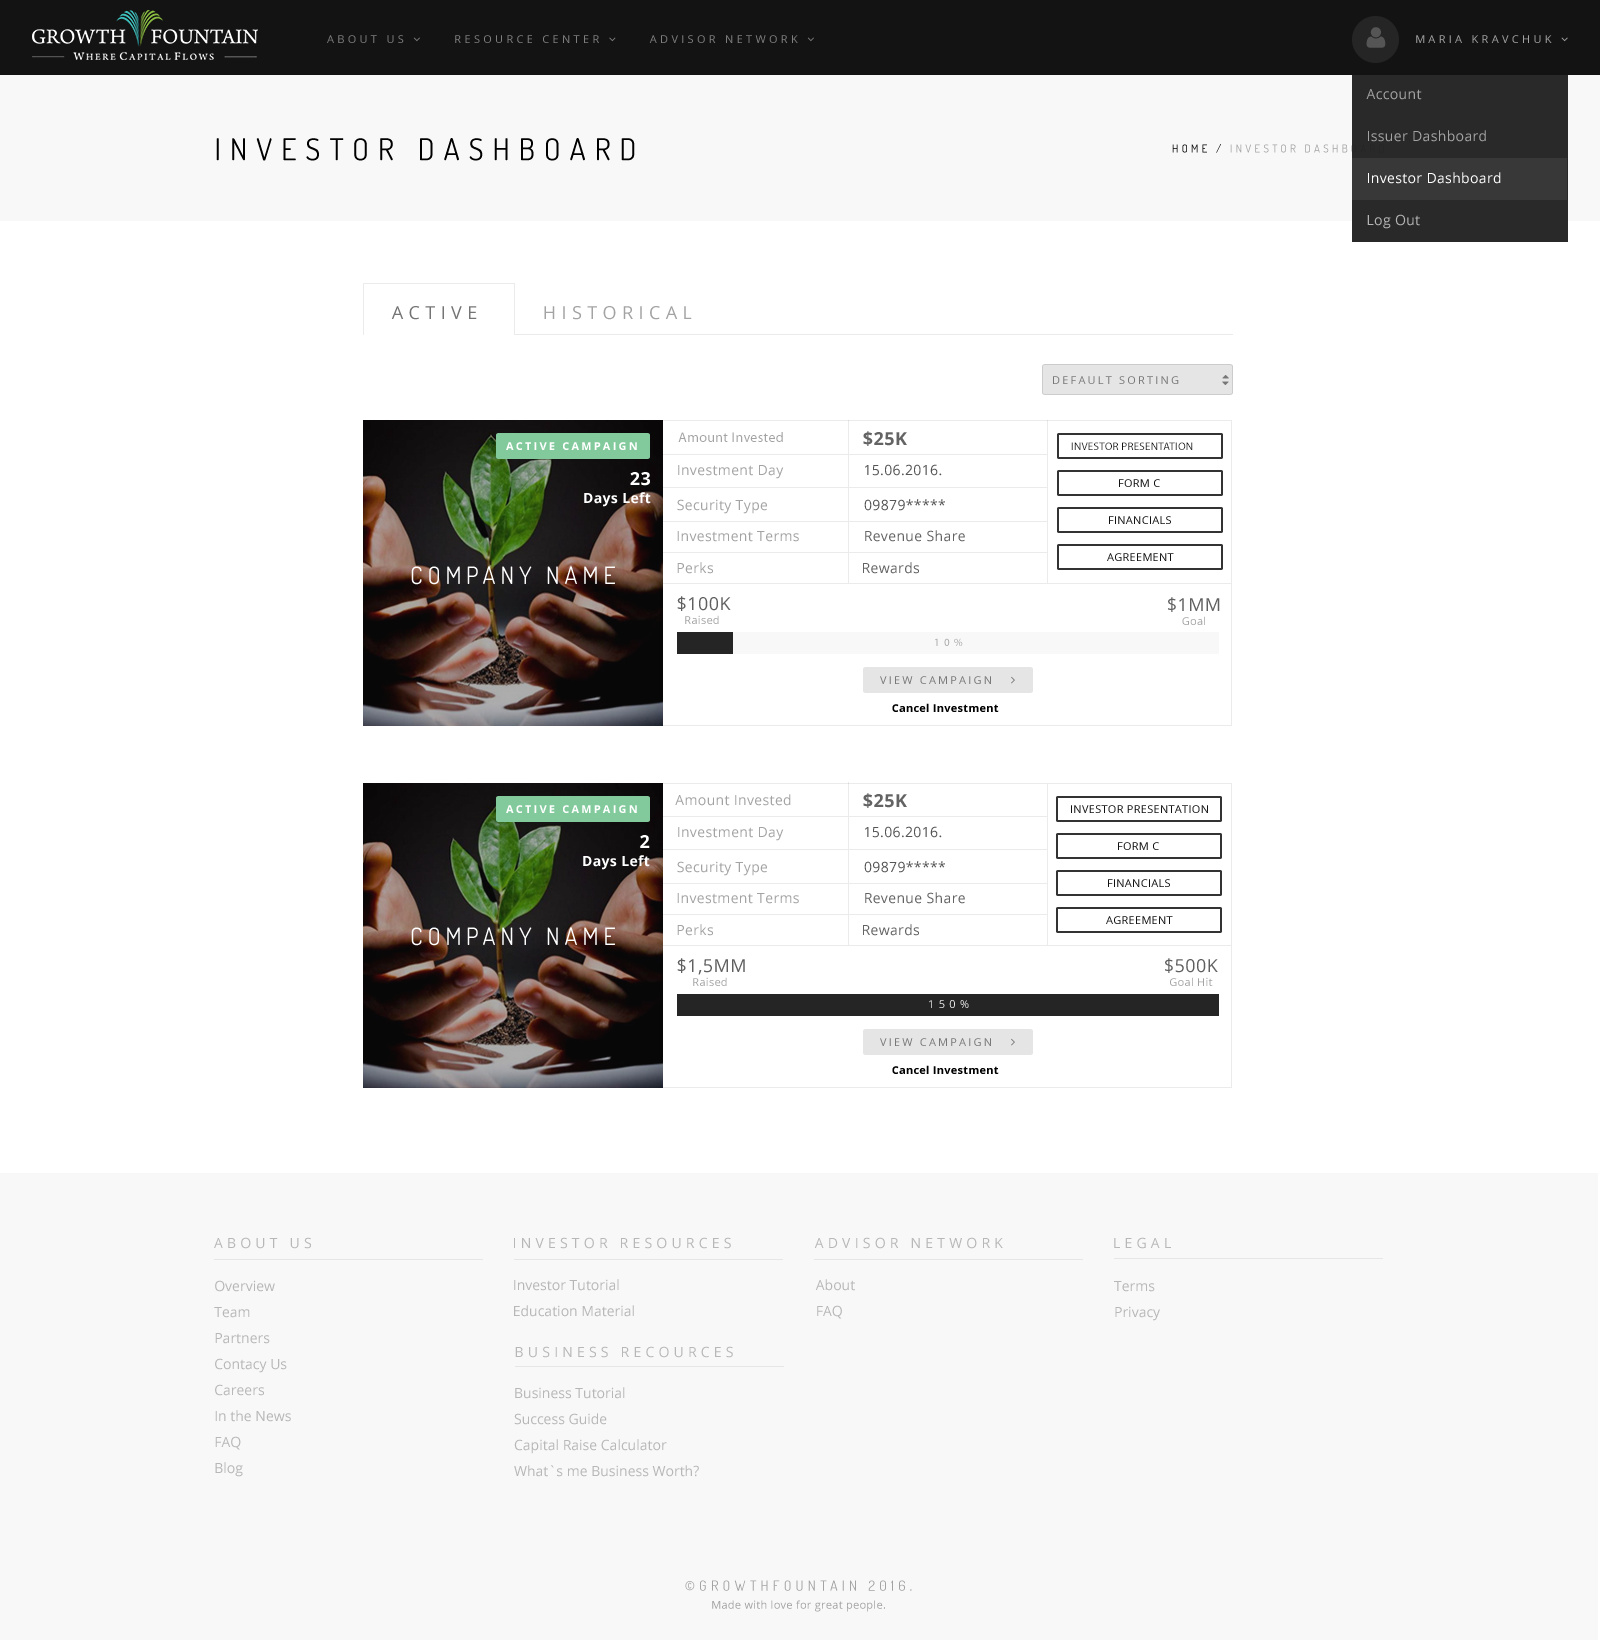 GROWTH FOUNTAIN
WHERE CAPITAL FLOWS
ABOUT US
RESOURCE CENTER
ADVISOR NETWORK
MARIA KRAVCHUK
Account
Issuer Dashboard
Investor Dashboard
Log Out
INVESTOR DASHBOARD
HOME / INVESTOR DASHB
ACTIVE
HISTORICAL
DEFAULT SORTING
ACTIVE CAMPAIGN
23
Days Left
COMPANY NAME
Amount Invested $25K
Investment Day 15.06.2016.
Security Type 09879*****
Investment Terms Revenue Share
Perks Rewards
INVESTOR PRESENTATION
FORM C
FINANCIALS
AGREEMENT
$100K
Raised
$1MM
Goal
10%
VIEW CAMPAIGN
Cancel Investment
ACTIVE CAMPAIGN
2
Days Left
COMPANY NAME
Amount Invested $25K
Investment Day 15.06.2016.
Security Type 09879*****
Investment Terms Revenue Share
Perks Rewards
INVESTOR PRESENTATION
FORM C
FINANCIALS
AGREEMENT
$1,5MM
Raised
$500K
Goal Hit
150%
VIEW CAMPAIGN
Cancel Investment
ABOUT US
Overview
Team
Partners
Contacy Us
Careers
In the News
FAQ
Blog
INVESTOR RESOURCES
Investor Tutorial
Education Material
BUSINESS RECOURCES
Business Tutorial
Success Guide
Capital Raise Calculator
What`s me Business Worth?
ADVISOR NETWORK
About
FAQ
LEGAL
Terms
Privacy
©GROWTHFOUNTAIN 2016.
Made with love for great people.